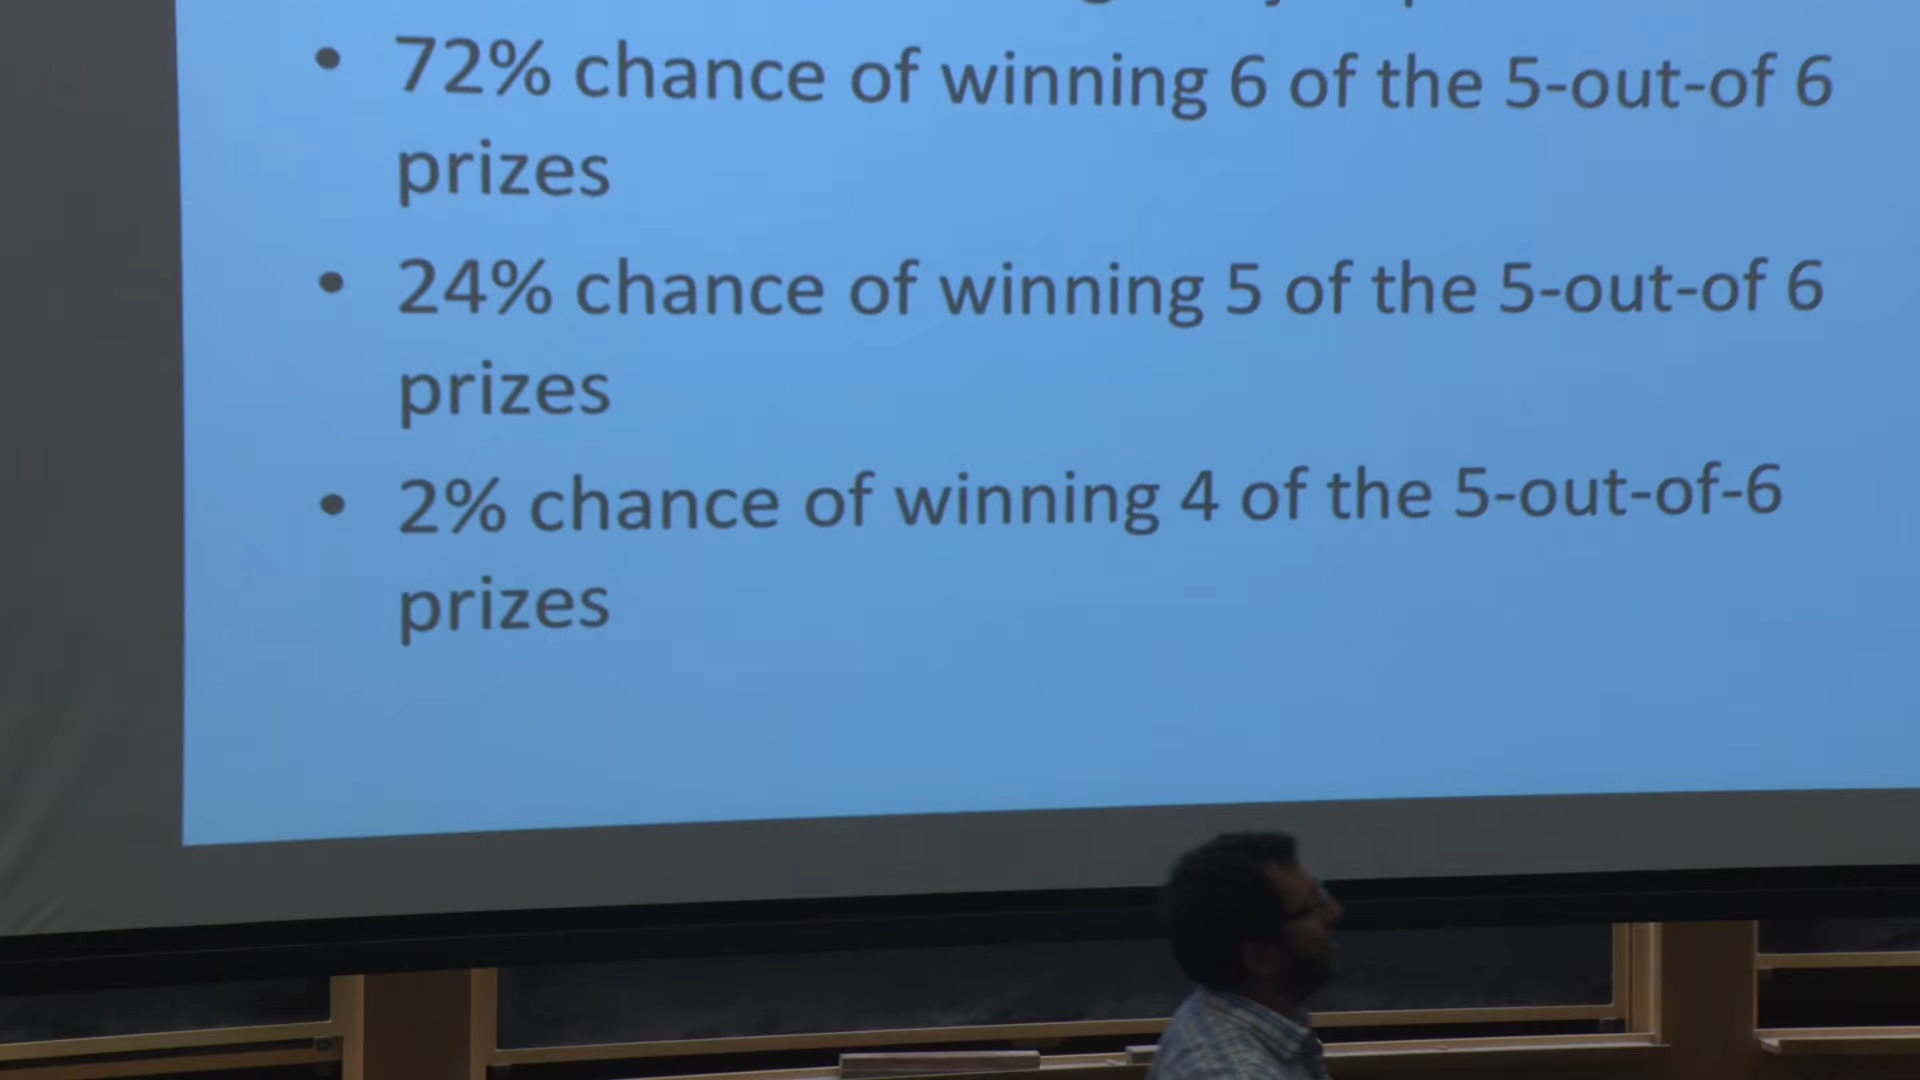 • 72% chance of winning 6 of the 5-out-of 6
prizes
• 24% chance of winning 5 of the 5-out-of 6
prizes
• 2% chance of winning 4 of the 5-out-of-6
prizes